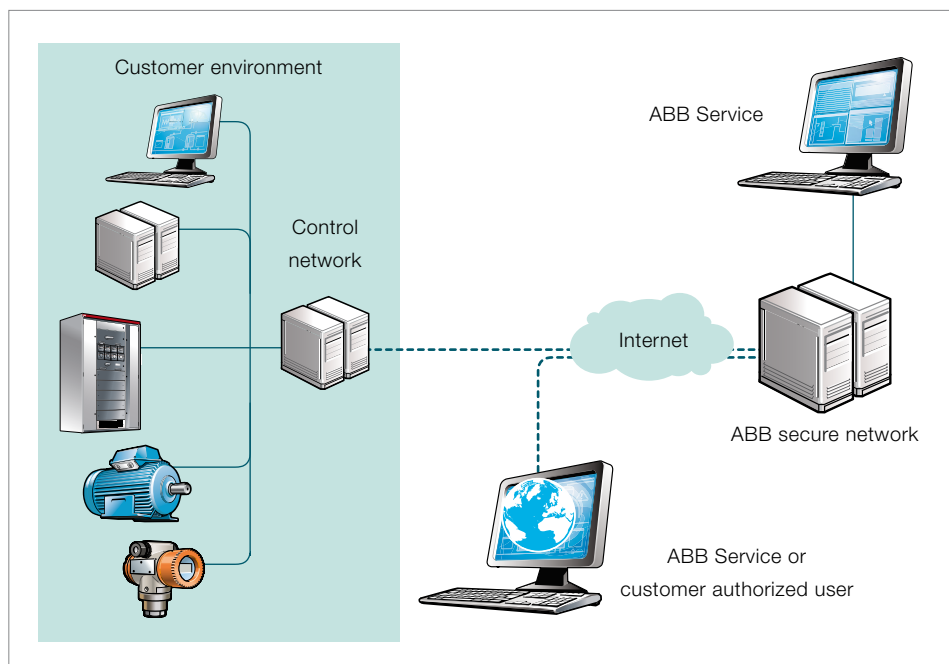 Customer environment
Control
network
ABB Service
Internet
ABB secure network
ABB Service or
customer authorized user